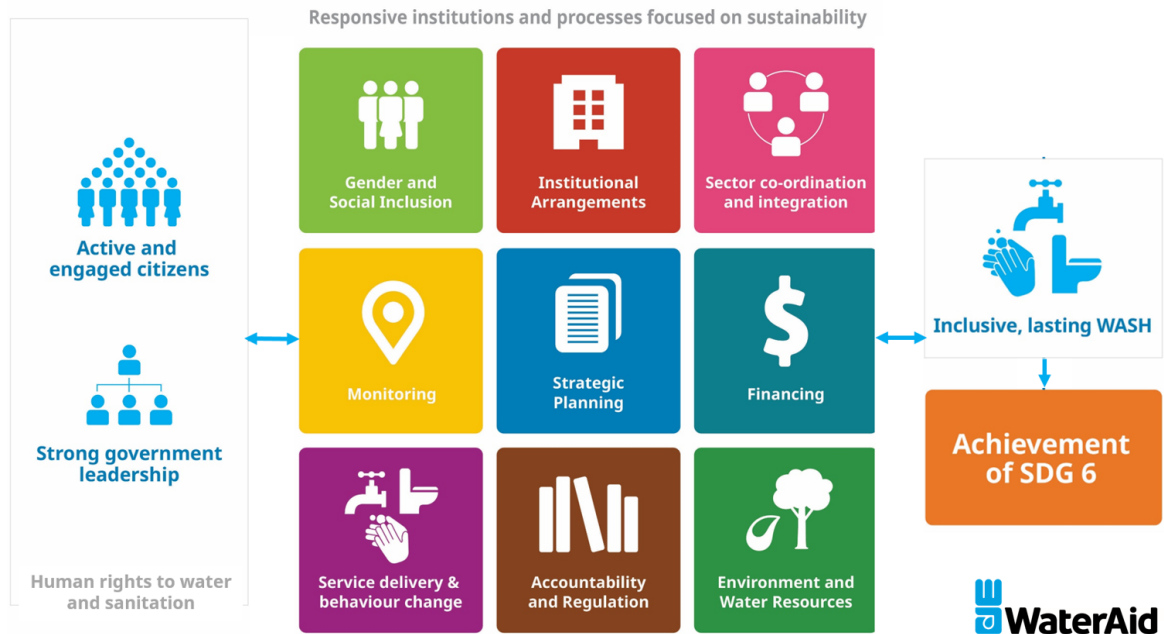 Responsive institutions and processes focused on sustainability
Active and
engaged citizens
Strong government
leadership
Human rights to water
and sanitation
Gender and
Social Inclusion
Institutional
Arrangements
Sector co-ordination
and integration
Monitoring
Strategic
Planning
$
Financing
Service delivery &
behaviour change
Accountability
and Regulation
Environment and
Water Resources
Inclusive, lasting WASH
Achievement
of SDG 6
WaterAid